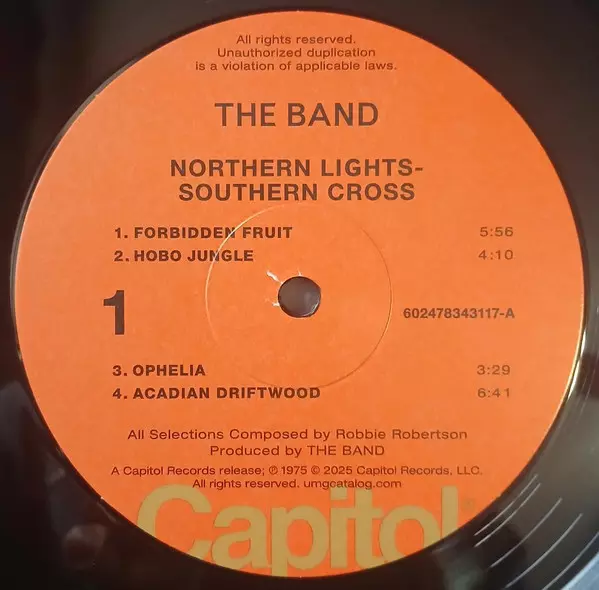 All rights reserved.
Unauthorized duplication
is a violation of applicable laws.
THE BAND
NORTHERN LIGHTS-
SOUTHERN CROSS
1. FORBIDDEN FRUIT 5:56
2. HOBO JUNGLE 4:10
1 602478343117-A
3. OPHELIA 3:29
4. ACADIAN DRIFTWOOD 6:41
All Selections Composed by Robbie Robertson
Produced by THE BAND
A Capitol Records release; ℗ 1975 © 2025 Capitol Records, LLC.
All rights reserved. umgcatalog.com
Capitol®